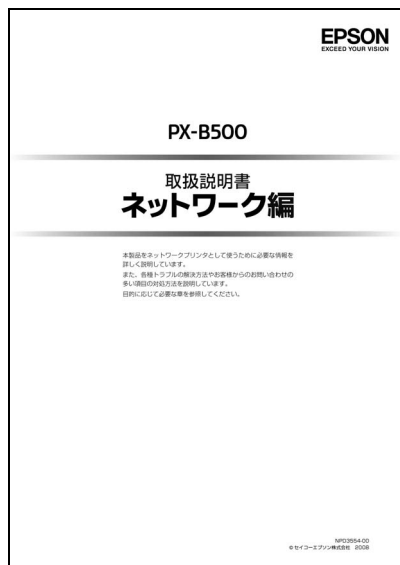 EPSON
EXCEED YOUR VISION
PX-B500
取扱説明書
ネットワーク編
本製品をネットワークプリンタとして使うために必要な情報を
詳しく説明しています。
また、各種トラブルの解決方法やお客様からのお問い合わせの
多い項目の対処方法を説明しています。
目的に応じて必要な章を参照してください。
NPD3554-00
© セイコーエプソン株式会社 2008